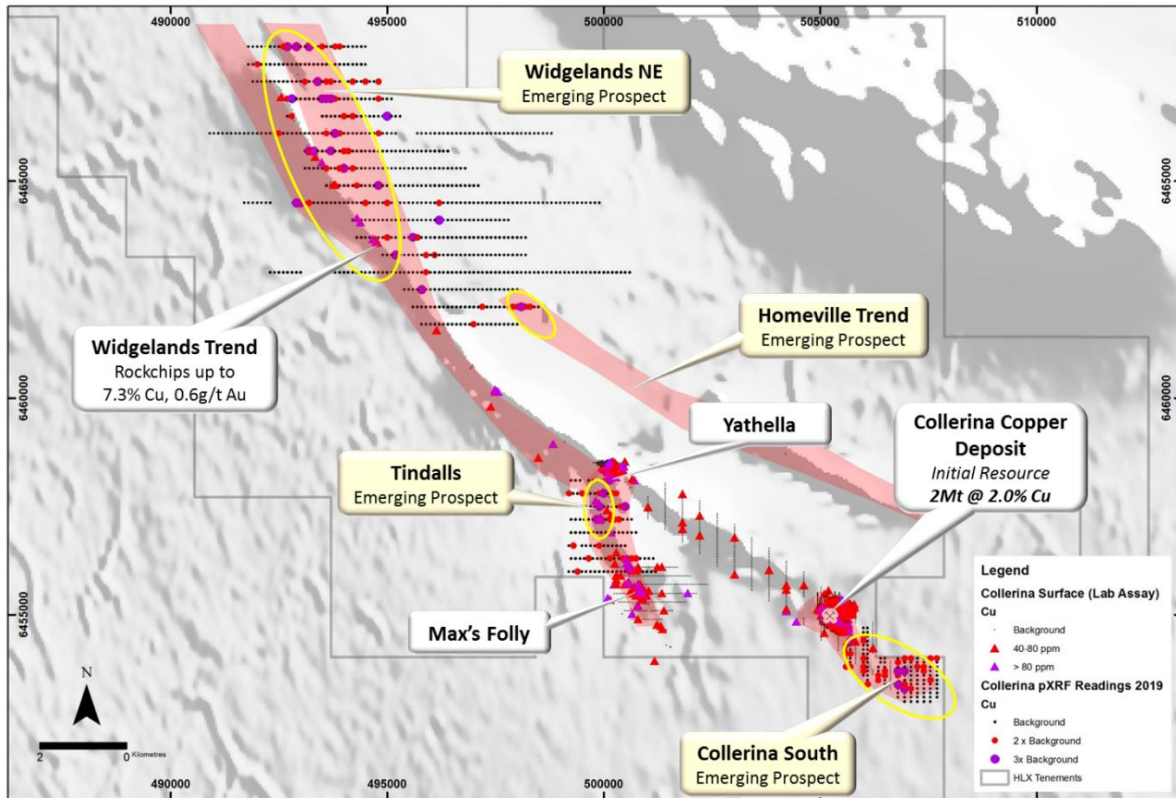 490000
495000
500000
505000
510000
Widgelands NE
Emerging Prospect
6465000
6465000
Homeville Trend
Emerging Prospect
Widgelands Trend
Rockchips up to
7.3% Cu, 0.6g/t Au
6460000
6460000
Yathella
Collerina Copper
Deposit
Initial Resource
2Mt @ 2.0% Cu
Tindalls
Emerging Prospect
6455000
6455000
Max's Folly
Legend
Collerina Surface (Lab Assay)
Cu
Background
40-80 ppm
> 80 ppm
Collerina pXRF Readings 2019
Cu
Background
2 x Background
3x Background
HLX Tenements
N
2
0
Kilometres
Collerina South
Emerging Prospect
490000
495000
500000
505000
510000